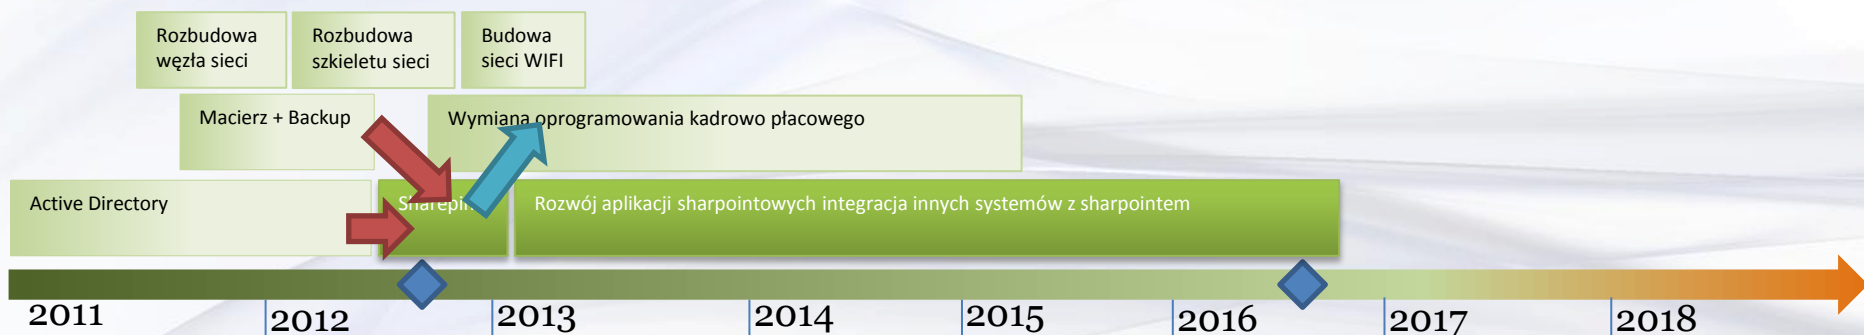 Rozbudowa
węzła sieci
Rozbudowa
szkieletu sieci
Budowa
sieci WIFI
Macierz + Backup
Wymiana oprogramowania kadrowo płacowego
Active Directory
Rozwój aplikacji sharpointowych integracja innych systemów z sharpointem
2011
2012
2013
2014
2015
2016
2017
2018